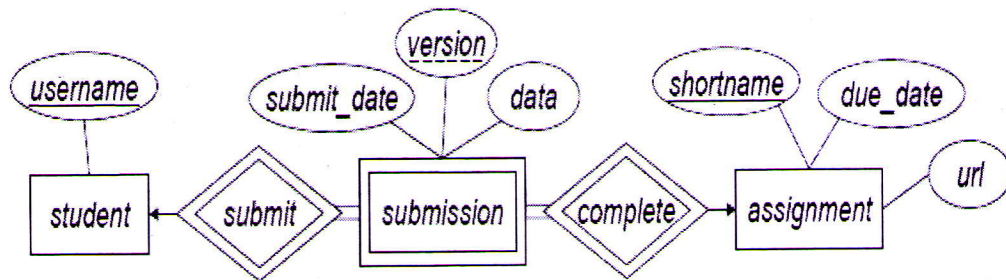 version
username
submit_date
data
shortname
due_date
url
student
submit
submission
complete
assignment